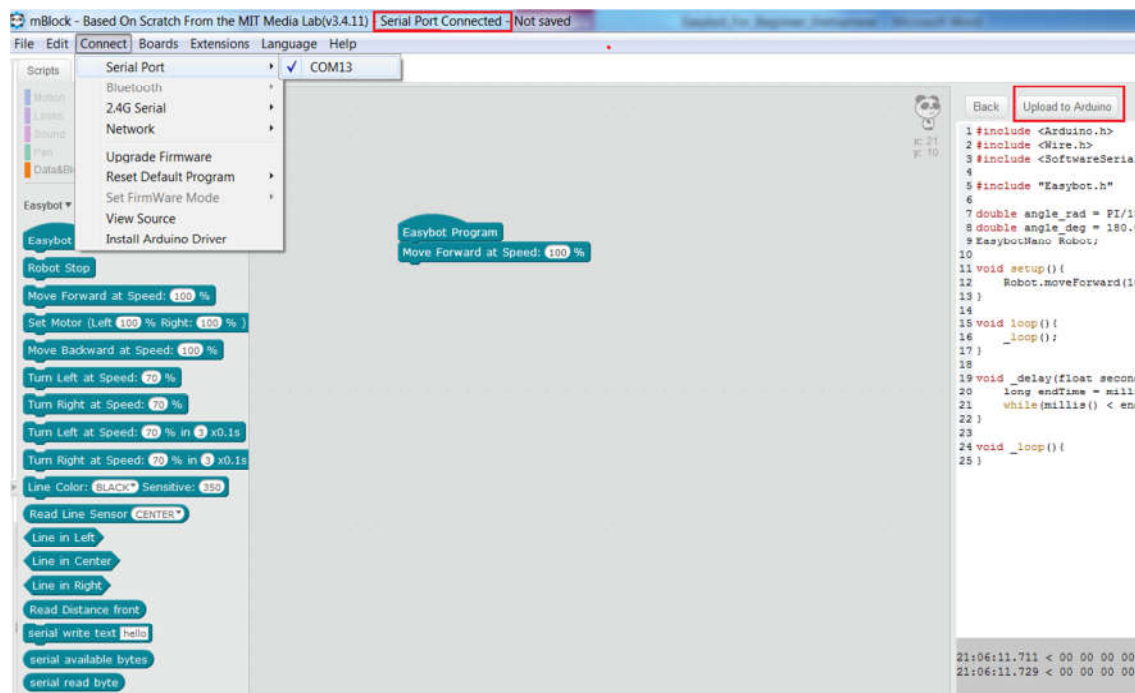 mBlock - Based On Scratch From the MIT Media Lab(v3.4.11) - Serial Port Connected - Not saved
File Edit Connect Boards Extensions Language Help
Scripts
Serial Port
COM13
Bluetooth
2.4G Serial
Network
Upgrade Firmware
Reset Default Program
Set FirmWare Mode
View Source
Install Arduino Driver
Motion
Looks
Sound
Pen
Data&Bl
Easybot
Easybot
Robot Stop
Move Forward at Speed: 100 %
Set Motor (Left 100 % Right: 100 % )
Move Backward at Speed: 100 %
Turn Left at Speed: 70 %
Turn Right at Speed: 70 %
Turn Left at Speed: 70 % in 3 x0.1s
Turn Right at Speed: 70 % in 3 x0.1s
Line Color: BLACK Sensitive: 350
Read Line Sensor CENTER
Line in Left
Line in Center
Line in Right
Read Distance front
serial write text hello
serial available bytes
serial read byte
Easybot Program
Move Forward at Speed: 100 %
x: 21
y: 10
Back Upload to Arduino
1 #include <Arduino.h>
2 #include <Wire.h>
3 #include <SoftwareSeria
4
5 #include "Easybot.h"
6
7 double angle_rad = PI/1
8 double angle_deg = 180.
9 EasybotNano Robot;
10
11 void setup(){
12 Robot.moveForward(1
13 }
14
15 void loop(){
16 _loop();
17 }
18
19 void _delay(float secon
20 long endTime = mill
21 while(millis() < en
22 }
23
24 void _loop(){
25 }
21:06:11.711 < 00 00 00 00
21:06:11.729 < 00 00 00 00